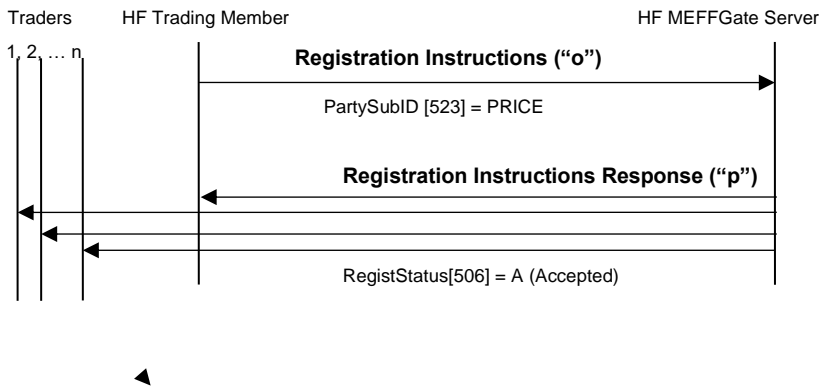 Traders HF Trading Member HF MEFFGate Server
1, 2, … n
Registration Instructions (“o”)
PartySubID [523] = PRICE
Registration Instructions Response (“p”)
RegistStatus[506] = A (Accepted)